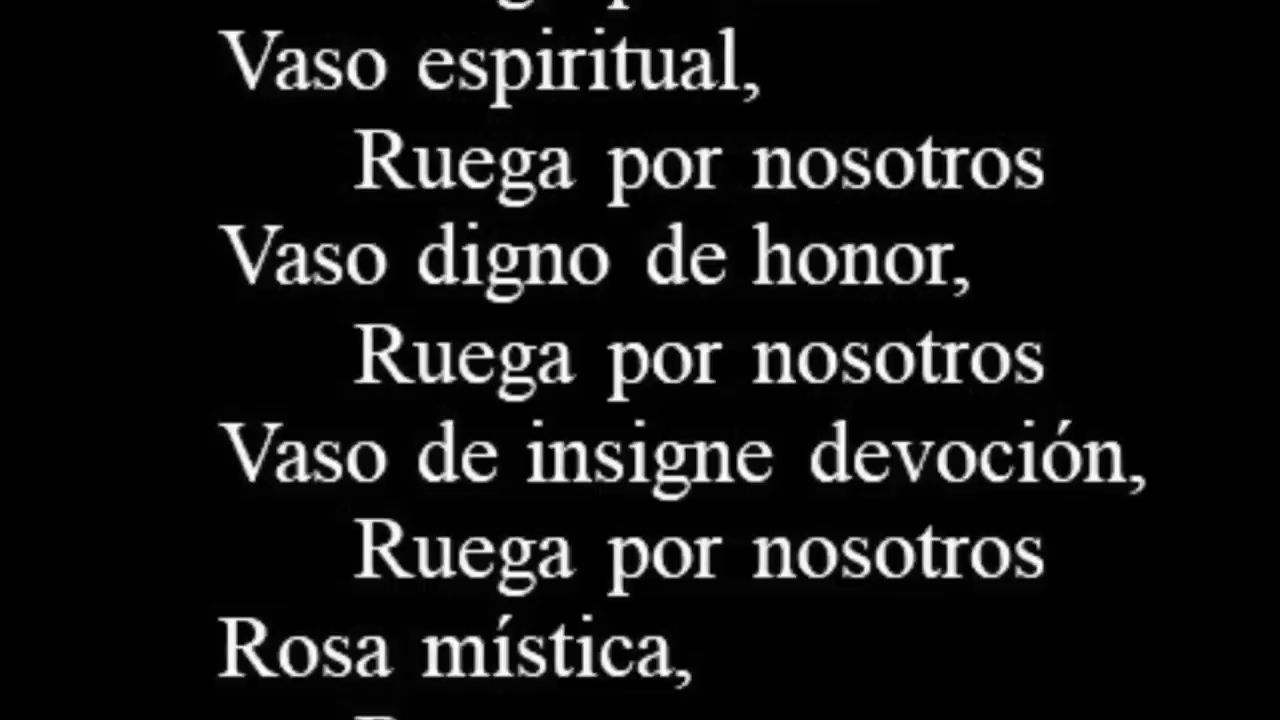 Vaso espiritual,
Ruega por nosotros
Vaso digno de honor,
Ruega por nosotros
Vaso de insigne devoción,
Ruega por nosotros
Rosa mística,